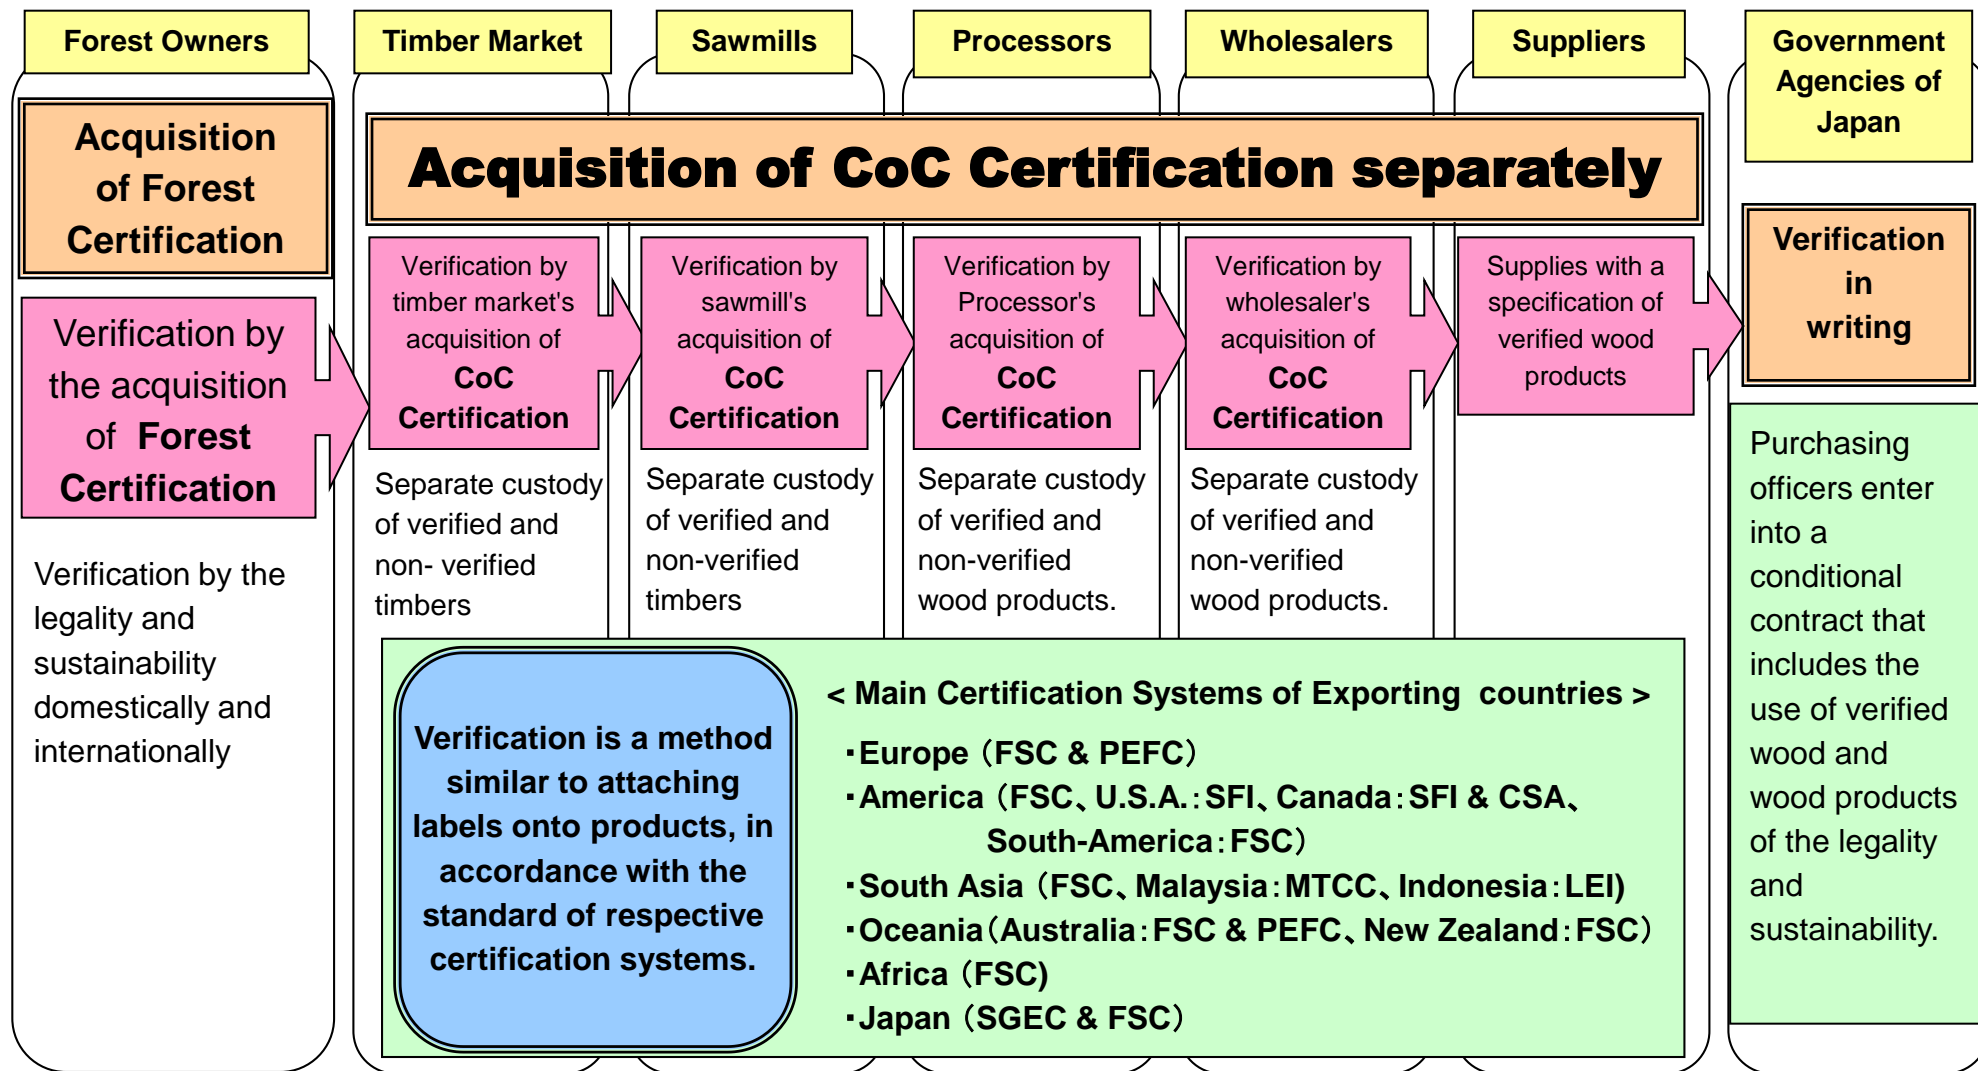 Forest Owners
Timber Market
Sawmills
Processors
Wholesalers
Suppliers
Government
Agencies of
Japan
Acquisition
of Forest
Certification
Acquisition of CoC Certification separately
Verification by
the acquisition
of Forest
Certification
Verification by
timber market's
acquisition of
CoC
Certification
Verification by
sawmill's
acquisition of
CoC
Certification
Verification by
Processor's
acquisition of
CoC
Certification
Verification by
wholesaler's
acquisition of
CoC
Certification
Supplies with a
specification of
verified wood
products
Verification
in
writing
Verification by the
legality and
sustainability
domestically and
internationally
Separate custody
of verified and
non- verified
timbers
Separate custody
of verified and
non-verified
timbers
Separate custody
of verified and
non-verified
wood products.
Separate custody
of verified and
non-verified
wood products.
Purchasing
officers enter
into a
conditional
contract that
includes the
use of verified
wood and
wood products
of the legality
and
sustainability.
Verification is a method
similar to attaching
labels onto products, in
accordance with the
standard of respective
certification systems.
< Main Certification Systems of Exporting countries >
・Europe（FSC & PEFC）
・America（FSC、U.S.A.：SFI、Canada：SFI & CSA、
South-America：FSC）
・South Asia（FSC、Malaysia：MTCC、Indonesia：LEI)
・Oceania（Australia：FSC & PEFC、New Zealand：FSC）
・Africa（FSC)
・Japan（SGEC & FSC）